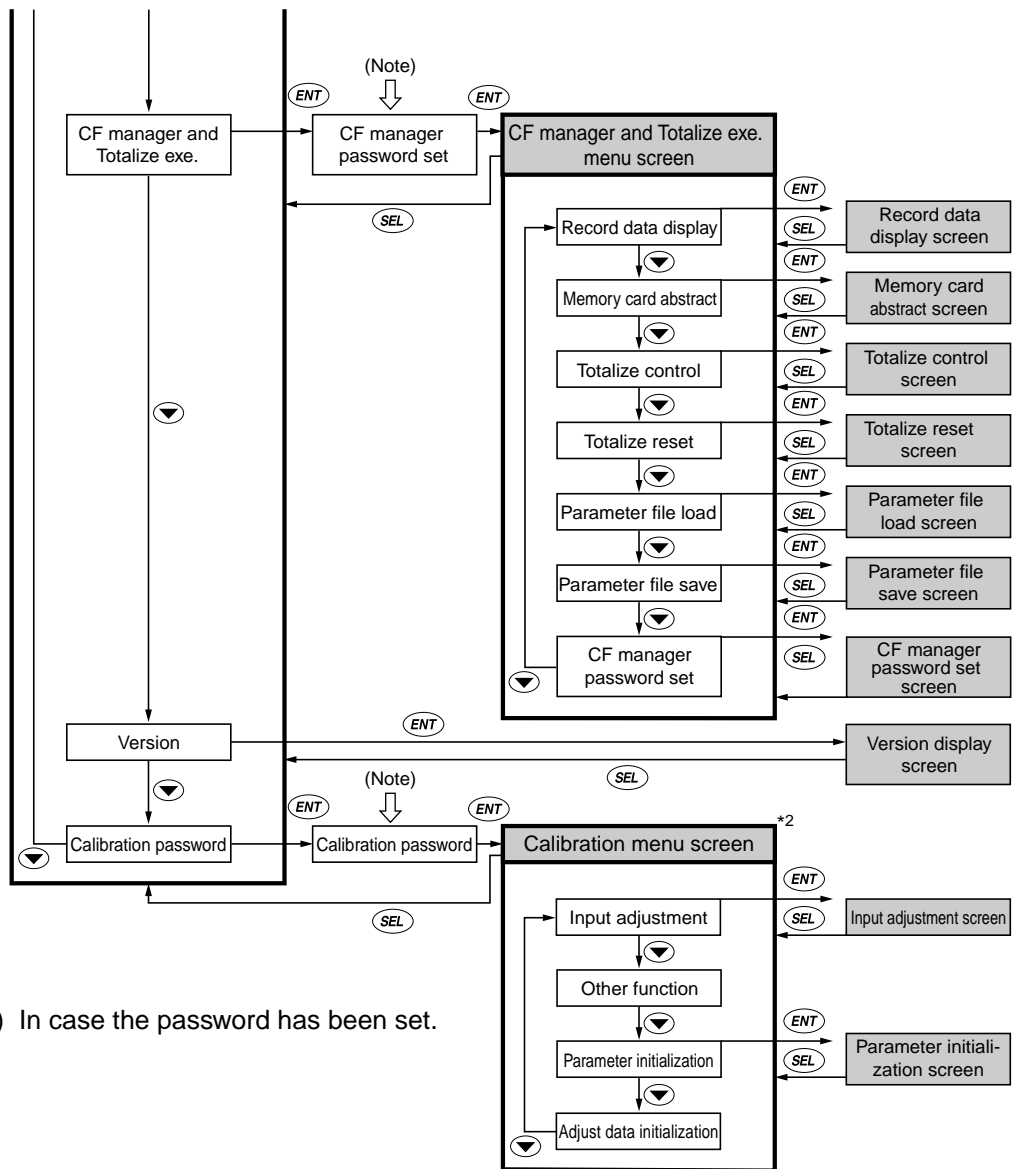 (Note)
ENT
ENT
CF manager and
Totalize exe.
CF manager
password set
CF manager and Totalize exe.
menu screen
SEL
Record data display
ENT
SEL
Record data
display screen
Memory card abstract
ENT
SEL
Memory card
abstract screen
Totalize control
ENT
SEL
Totalize control
screen
Totalize reset
ENT
SEL
Totalize reset
screen
Parameter file load
ENT
SEL
Parameter file
load screen
Parameter file save
ENT
SEL
Parameter file
save screen
CF manager
password set
ENT
SEL
CF manager
password set
screen
Version
ENT
SEL
Version display
screen
(Note)
ENT
ENT
Calibration password
Calibration password
*2
Calibration menu screen
SEL
Input adjustment
ENT
SEL
Input adjustment screen
Other function
Parameter initialization
ENT
SEL
Parameter initiali-
zation screen
Adjust data initialization
) In case the password has been set.